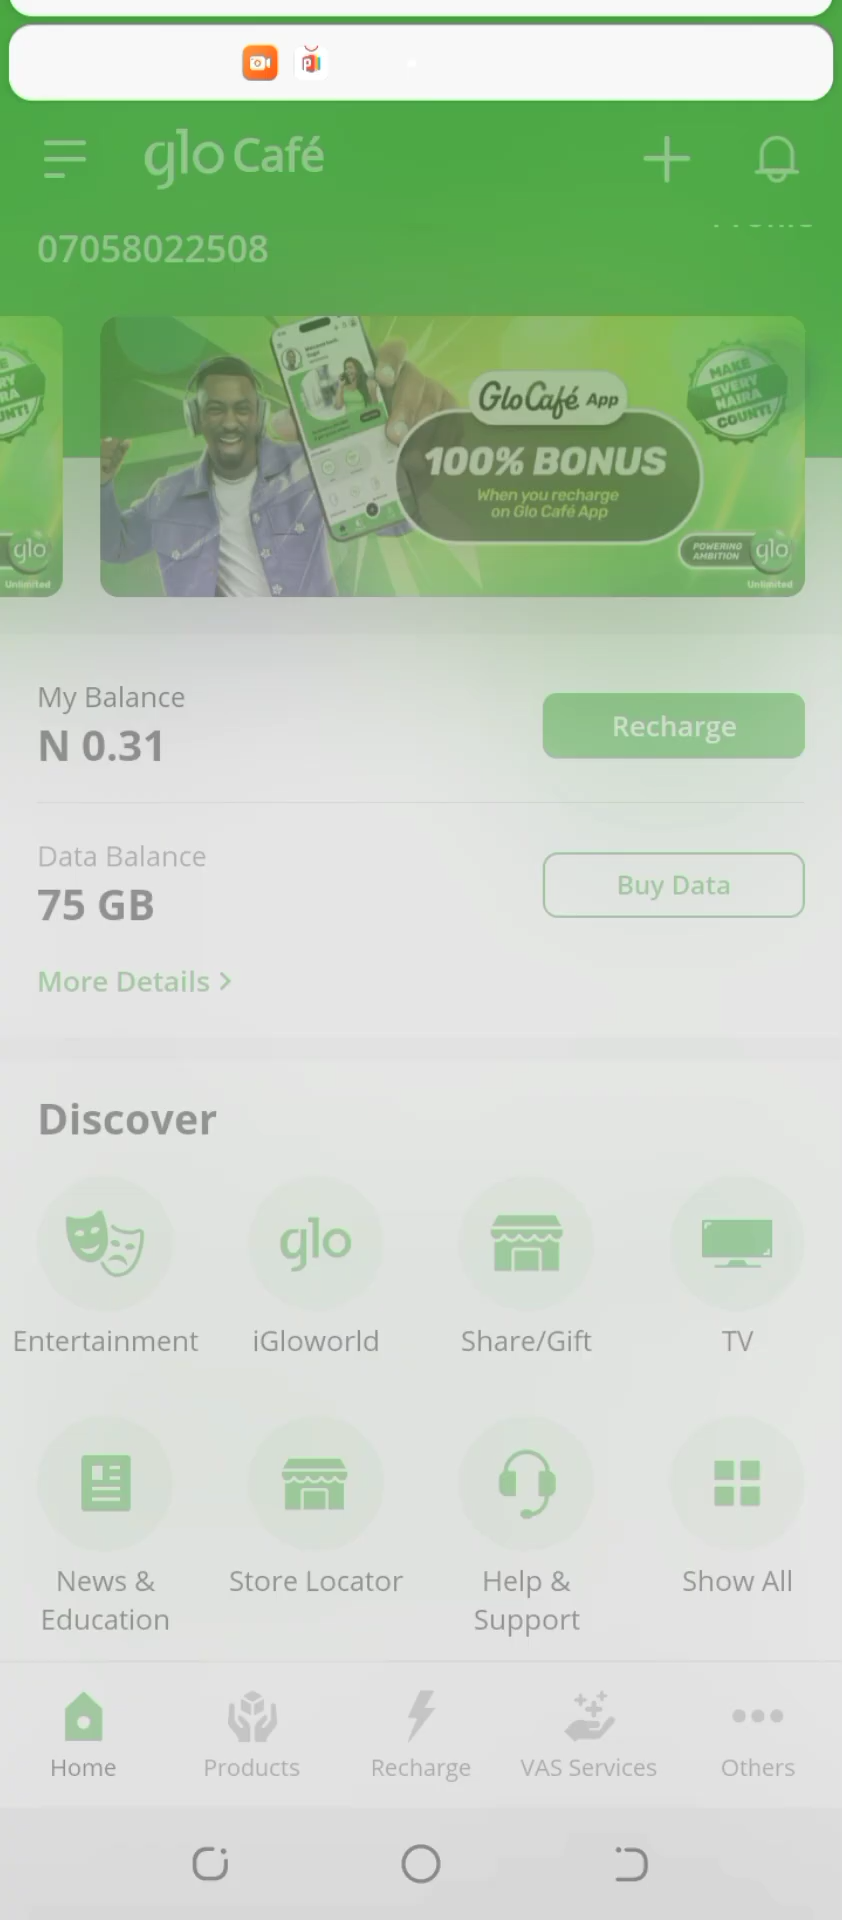 glo Café
07058022508
GloCafé App
100% BONUS
When you recharge
on Glo Café App
MAKE
EVERY
NAIRA
COUNT!
POWERING
AMBITION
glo
Unlimited
glo
Unlimited
My Balance
N 0.31
Recharge
Data Balance
75 GB
Buy Data
More Details >
Discover
glo
Entertainment
iGloworld
Share/Gift
TV
News &
Education
Store Locator
Help &
Support
Show All
Home
Products
Recharge
VAS Services
Others